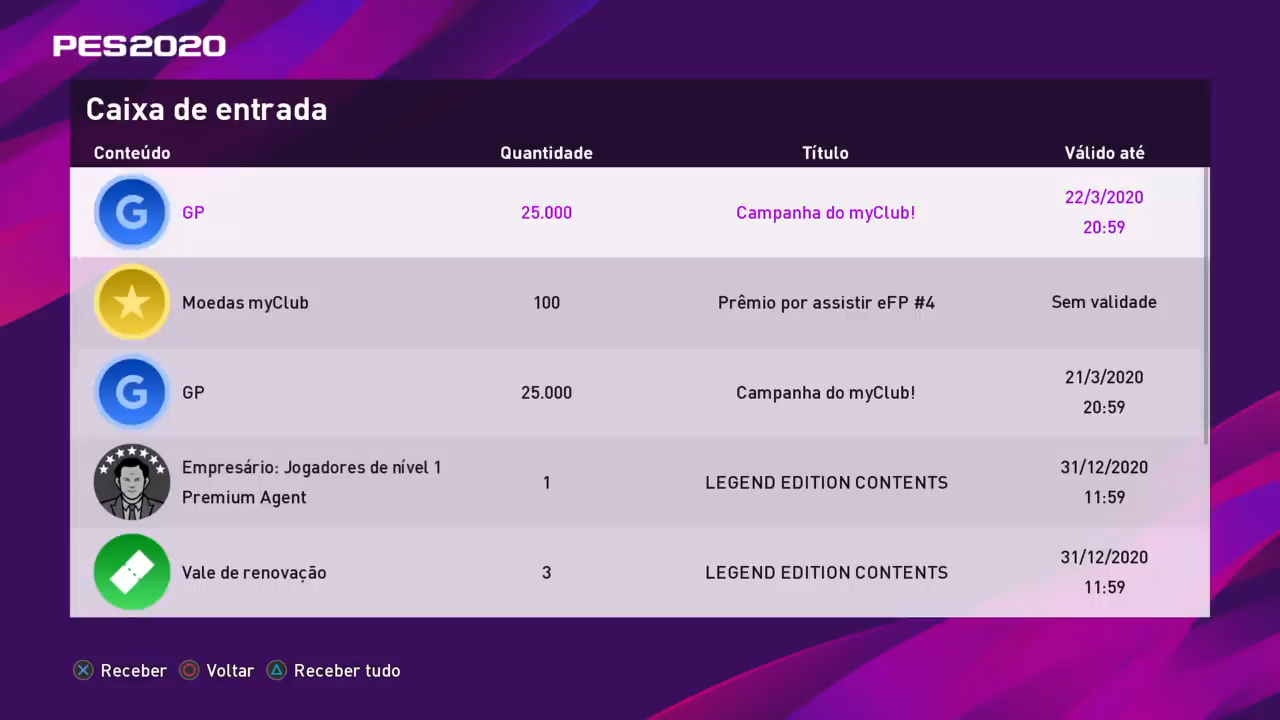 PES2020
Caixa de entrada
Conteúdo Quantidade Título Válido até
G GP 25.000 Campanha do myClub! 22/3/2020
20:59
Moedas myClub 100 Prêmio por assistir eFP #4 Sem validade
G GP 25.000 Campanha do myClub! 21/3/2020
20:59
Empresário: Jogadores de nível 1
Premium Agent
1 LEGEND EDITION CONTENTS 31/12/2020
11:59
Vale de renovação 3 LEGEND EDITION CONTENTS 31/12/2020
11:59
Receber Voltar Receber tudo